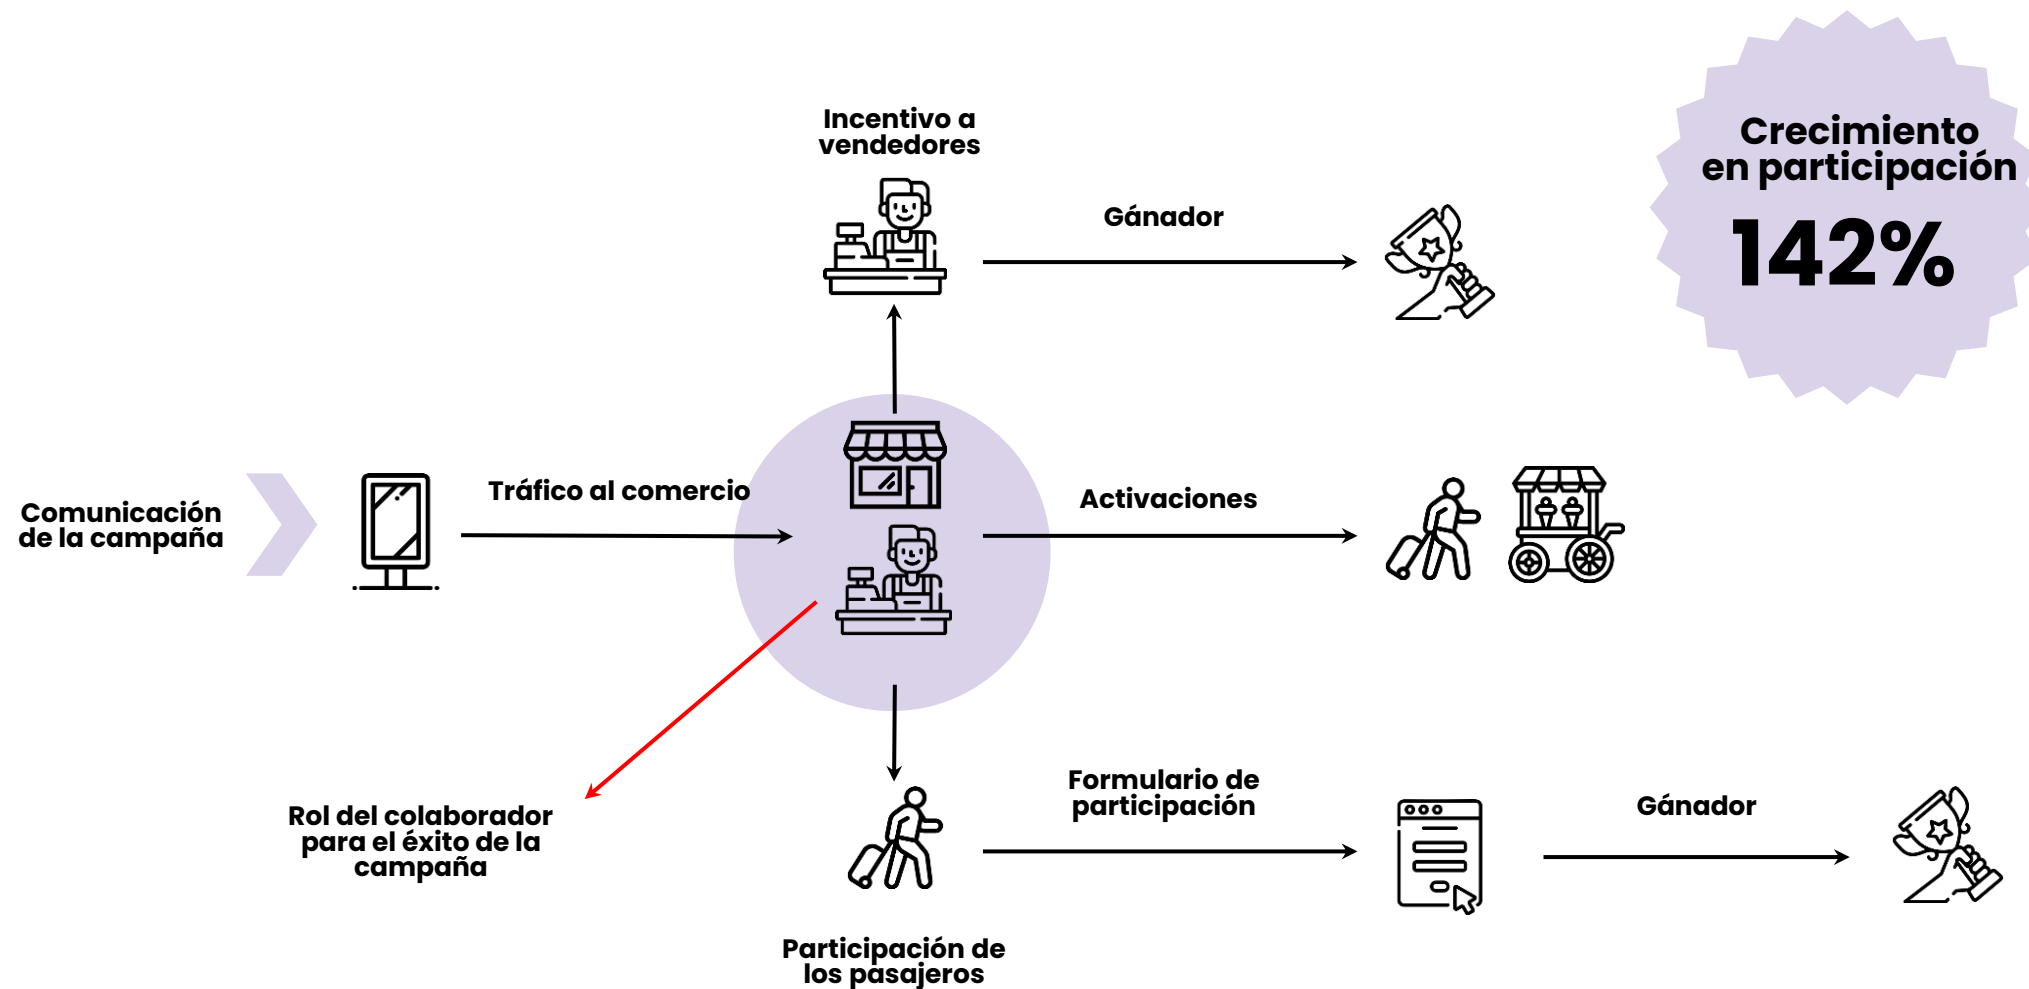 Incentivo a
vendedores
Crecimiento
en participación
142%
Gánador
Comunicación
de la campaña
Tráfico al comercio
Activaciones
Rol del colaborador
para el éxito de la
campaña
Formulario de
participación
Gánador
Participación de
los pasajeros